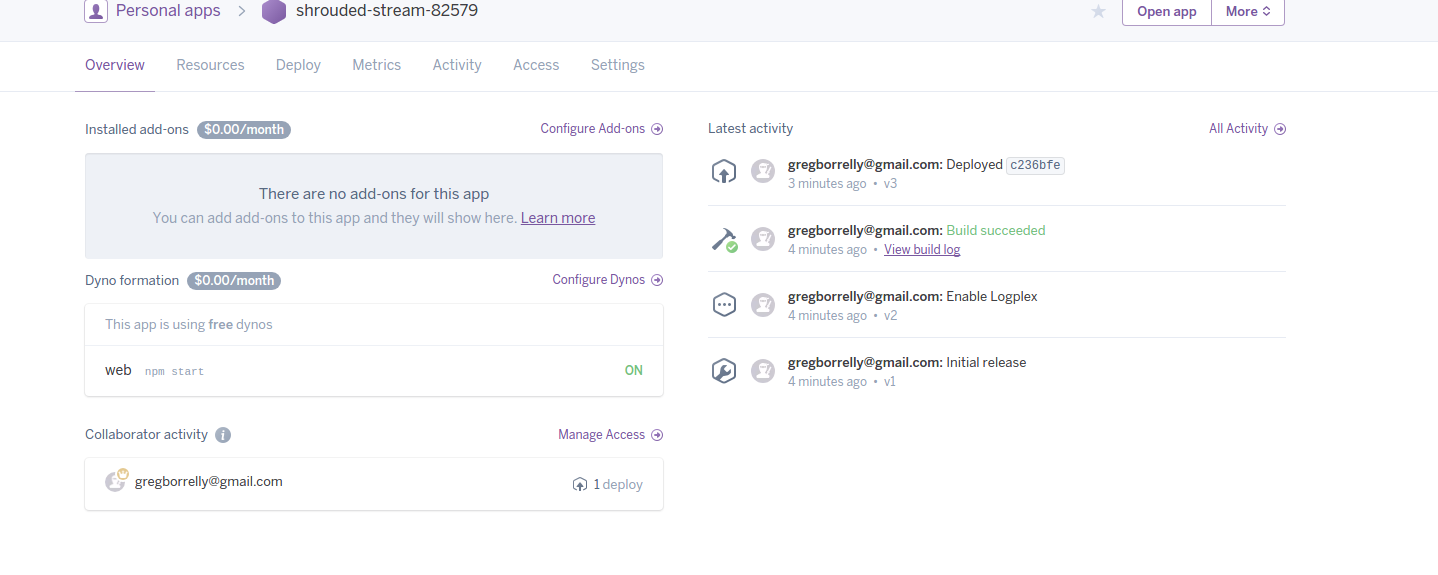 Personal apps > shrouded-stream-82579
Open app More
Overview Resources Deploy Metrics Activity Access Settings
Installed add-ons $0.00/month Configure Add-ons
There are no add-ons for this app
You can add add-ons to this app and they will show here. Learn more
Dyno formation $0.00/month Configure Dynos
This app is using free dynos
web npm start ON
Collaborator activity i Manage Access
gregborrelly@gmail.com 1 deploy
Latest activity All Activity
gregborrelly@gmail.com: Deployed c236bfe
3 minutes ago • v3
gregborrelly@gmail.com: Build succeeded
4 minutes ago • View build log
gregborrelly@gmail.com: Enable Logplex
4 minutes ago • v2
gregborrelly@gmail.com: Initial release
4 minutes ago • v1